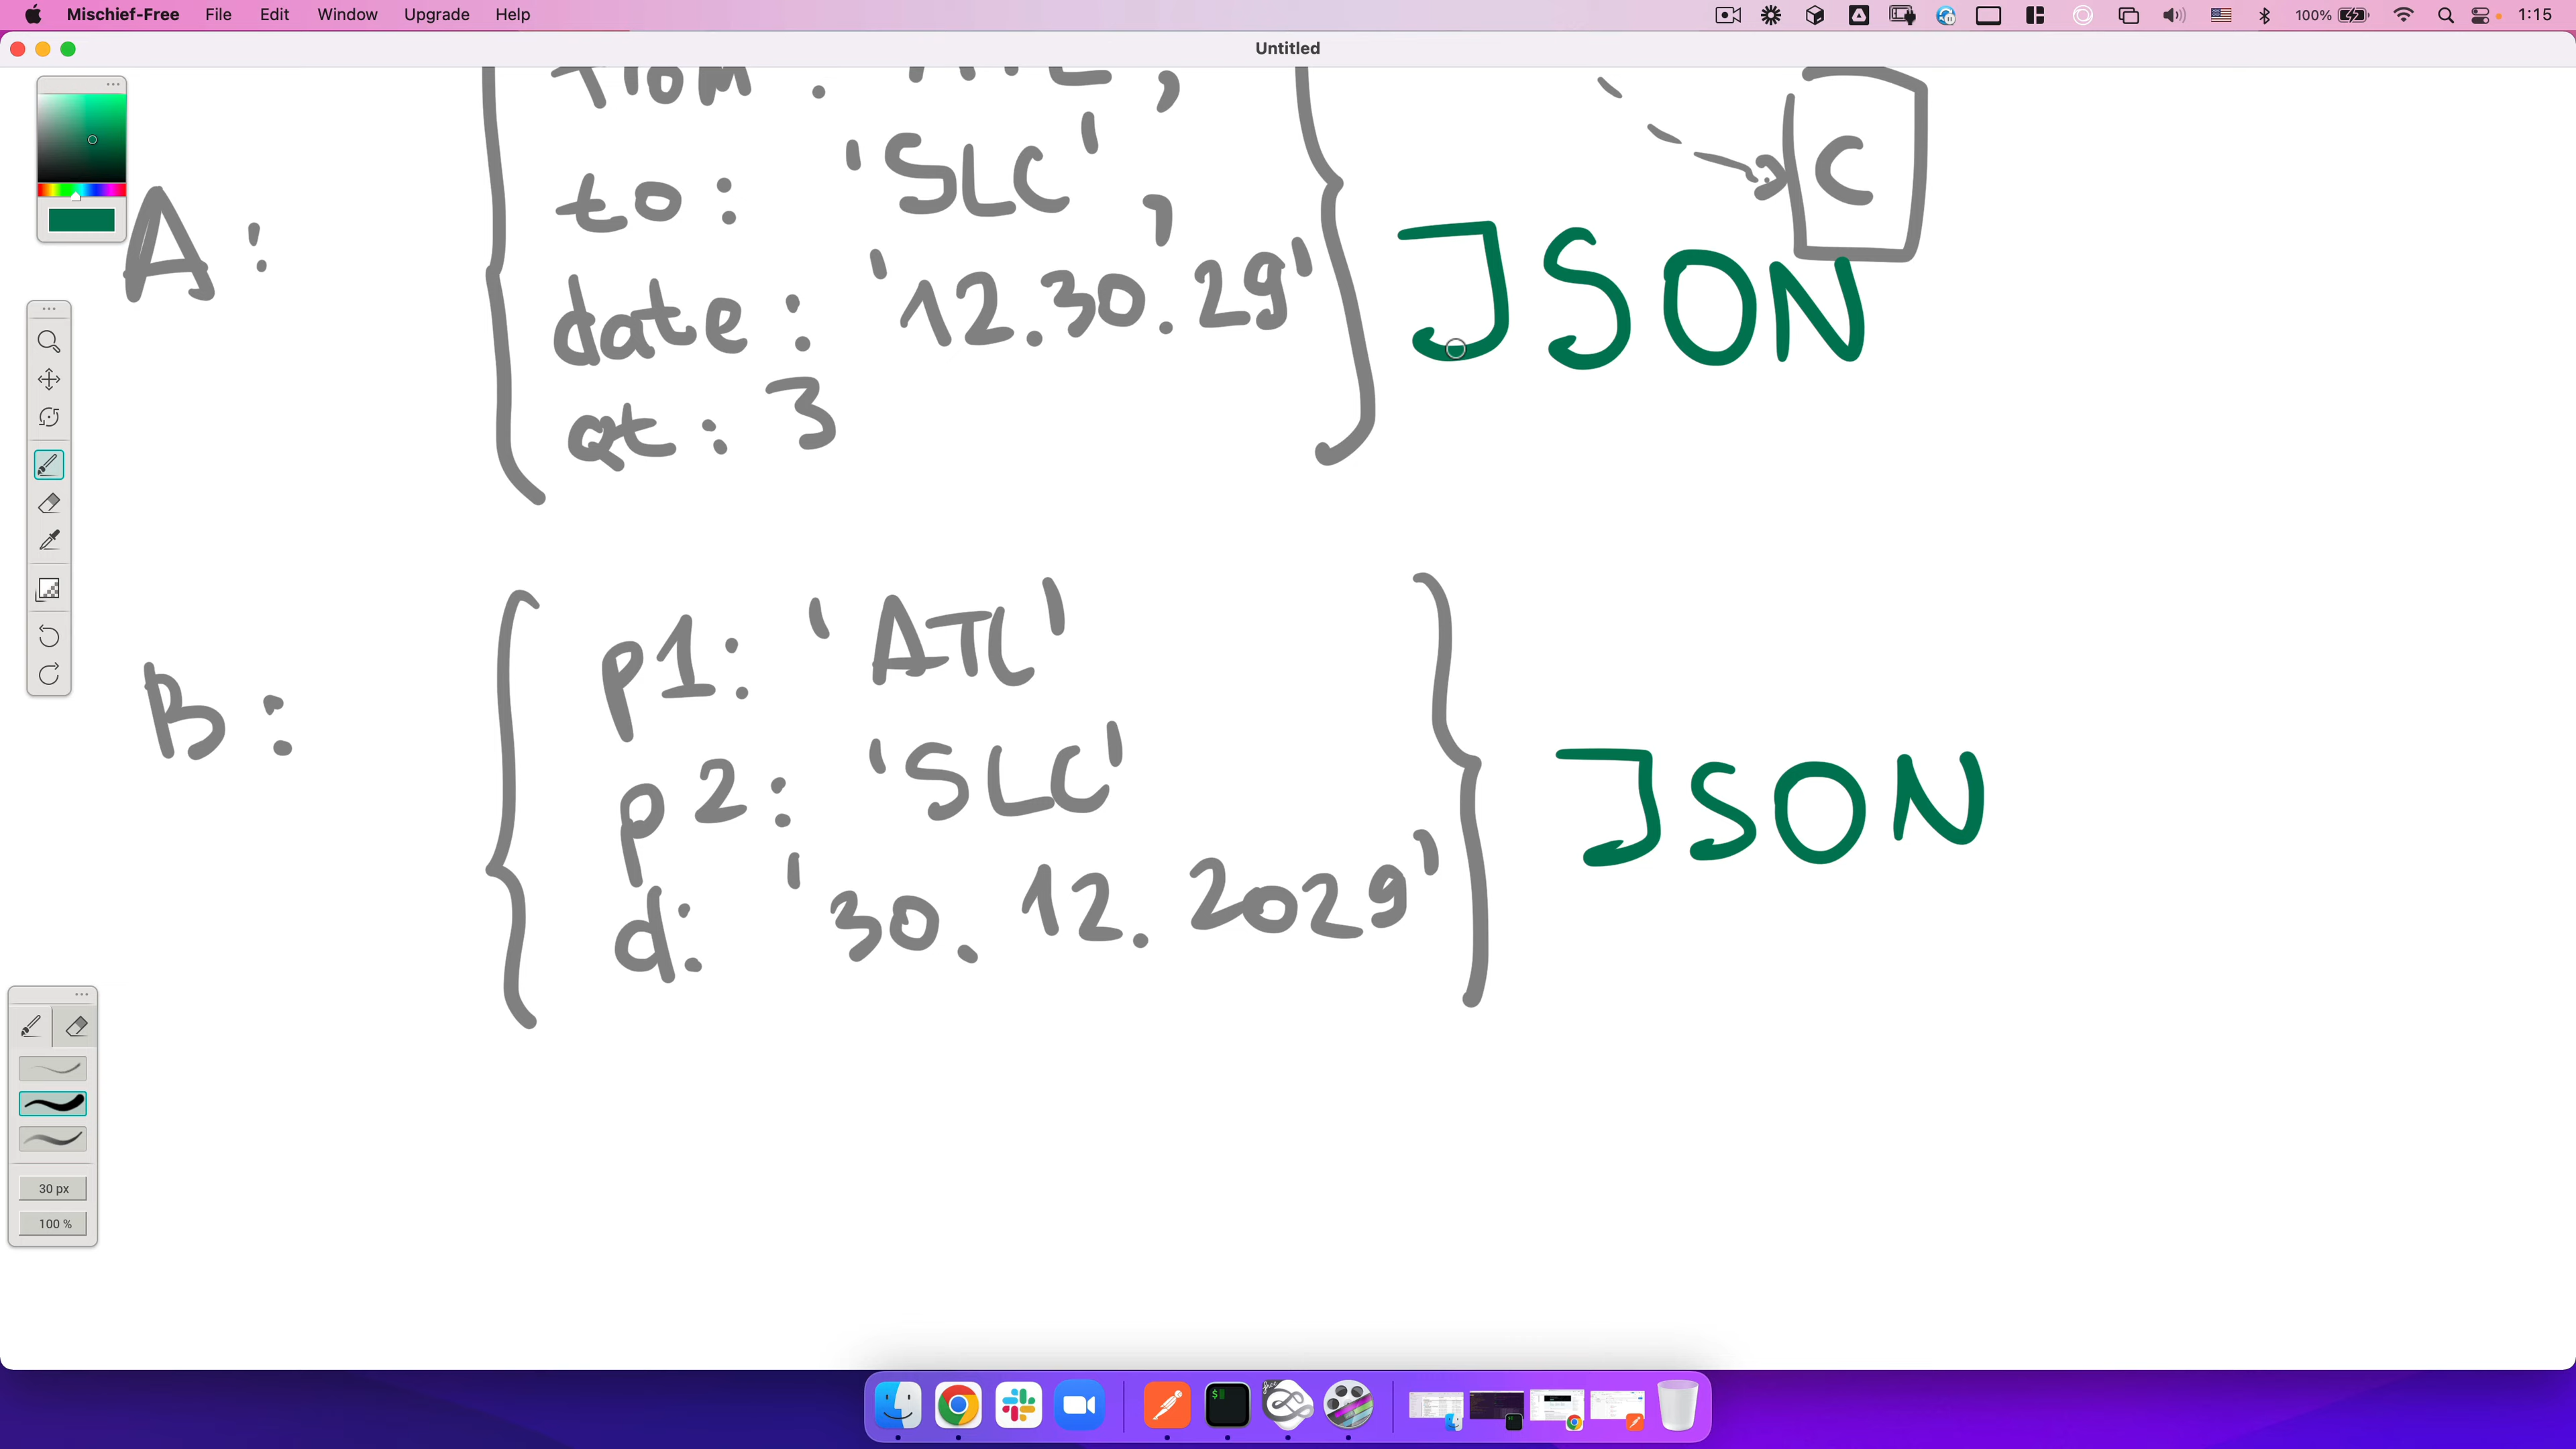 Mischief-Free File Edit Window Upgrade Help
100% 1:15
Untitled
A:
to: 'SLC',
date: '12.30.29'
qt: 3
JSON
C
B:
p1: 'ATL'
p2: 'SLC'
d: '30.12.2029'
JSON
30 px
100 %